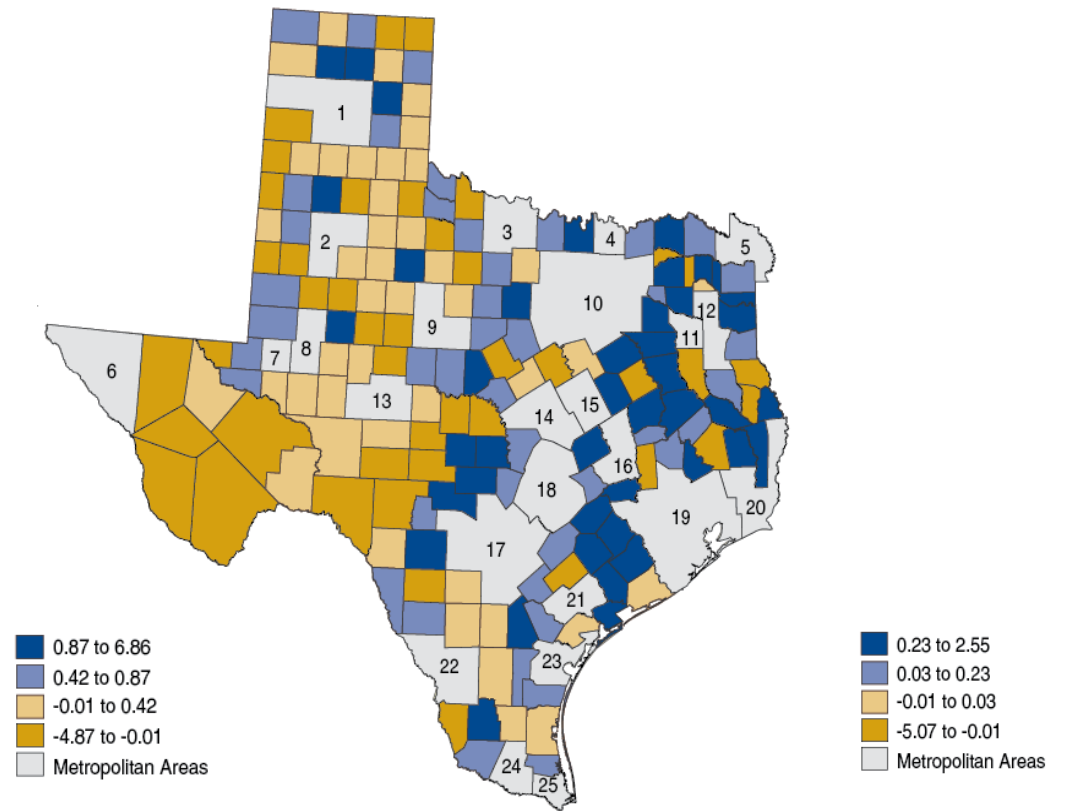 1
2
3
4
5
6
7
8
9
10
11
12
13
14
15
16
17
18
19
20
21
22
23
24
25
0.87 to 6.86
0.42 to 0.87
-0.01 to 0.42
-4.87 to -0.01
Metropolitan Areas
0.23 to 2.55
0.03 to 0.23
-0.01 to 0.03
-5.07 to -0.01
Metropolitan Areas